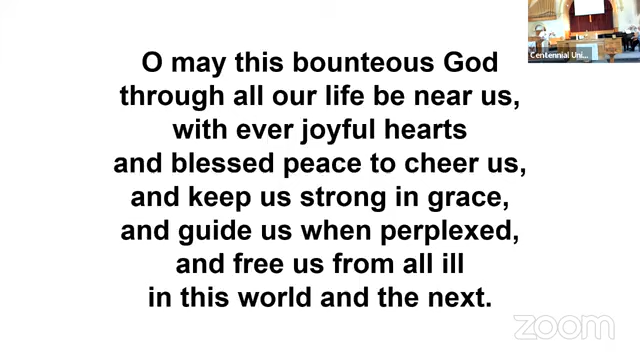 O may this bounteous God
through all our life be near us,
with ever joyful hearts
and blessed peace to cheer us,
and keep us strong in grace,
and guide us when perplexed,
and free us from all ill
in this world and the next.
Centennial Uni...
zoom